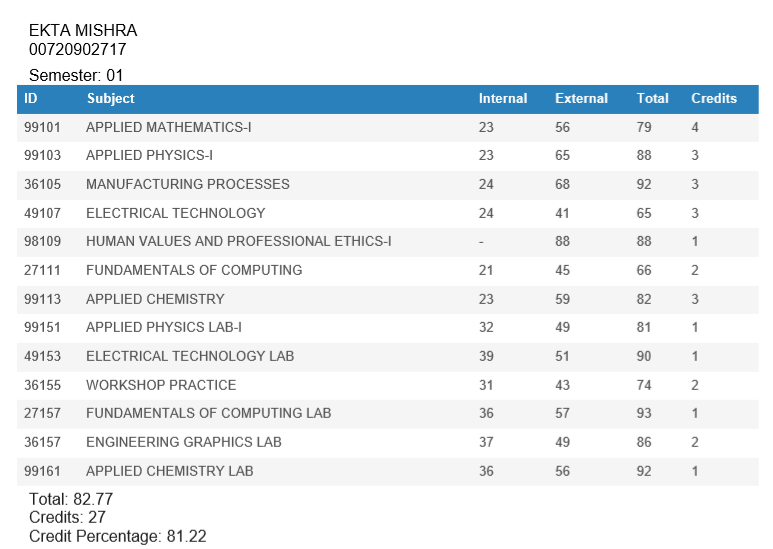 EKTA MISHRA
00720902717
Semester: 01
ID Subject Internal External Total Credits
99101 APPLIED MATHEMATICS-I 23 56 79 4
99103 APPLIED PHYSICS-I 23 65 88 3
36105 MANUFACTURING PROCESSES 24 68 92 3
49107 ELECTRICAL TECHNOLOGY 24 41 65 3
98109 HUMAN VALUES AND PROFESSIONAL ETHICS-I - 88 88 1
27111 FUNDAMENTALS OF COMPUTING 21 45 66 2
99113 APPLIED CHEMISTRY 23 59 82 3
99151 APPLIED PHYSICS LAB-I 32 49 81 1
49153 ELECTRICAL TECHNOLOGY LAB 39 51 90 1
36155 WORKSHOP PRACTICE 31 43 74 2
27157 FUNDAMENTALS OF COMPUTING LAB 36 57 93 1
36157 ENGINEERING GRAPHICS LAB 37 49 86 2
99161 APPLIED CHEMISTRY LAB 36 56 92 1
Total: 82.77
Credits: 27
Credit Percentage: 81.22